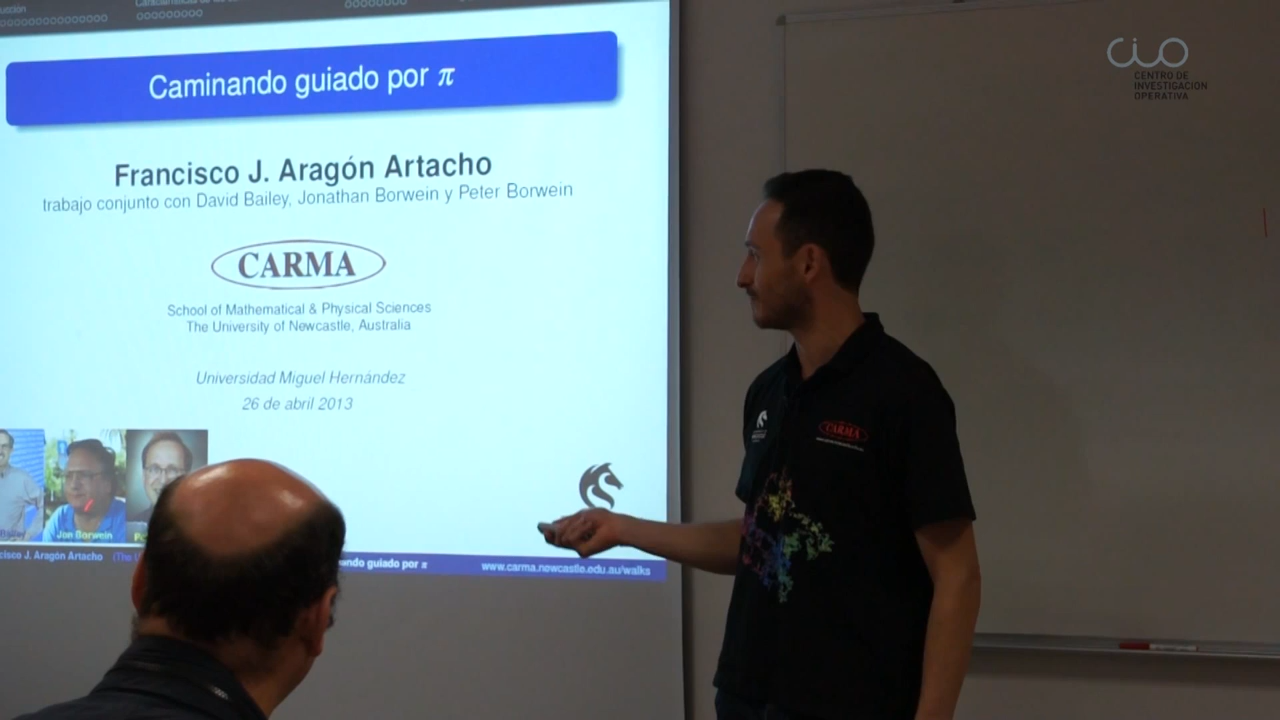 Caminando guiado por π
Francisco J. Aragón Artacho
trabajo conjunto con David Bailey, Jonathan Borwein y Peter Borwein
CARMA
School of Mathematical & Physical Sciences
The University of Newcastle, Australia
Universidad Miguel Hernández
26 de abril 2013
Jon Borwein
cisco J. Aragón Artacho
ando guiado por π
www.carma.newcastle.edu.au/walks
CARMA
CIO
CENTRO DE
INVESTIGACION
OPERATIVA